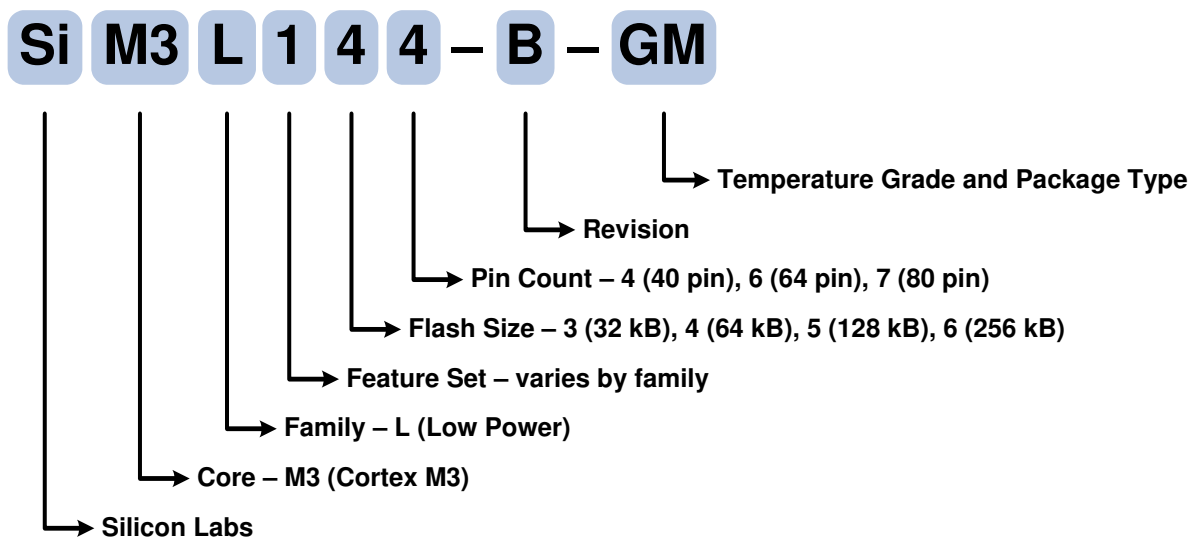 Si M3 L 1 4 4 – B – GM
Temperature Grade and Package Type
Revision
Pin Count – 4 (40 pin), 6 (64 pin), 7 (80 pin)
Flash Size – 3 (32 kB), 4 (64 kB), 5 (128 kB), 6 (256 kB)
Feature Set – varies by family
Family – L (Low Power)
Core – M3 (Cortex M3)
Silicon Labs